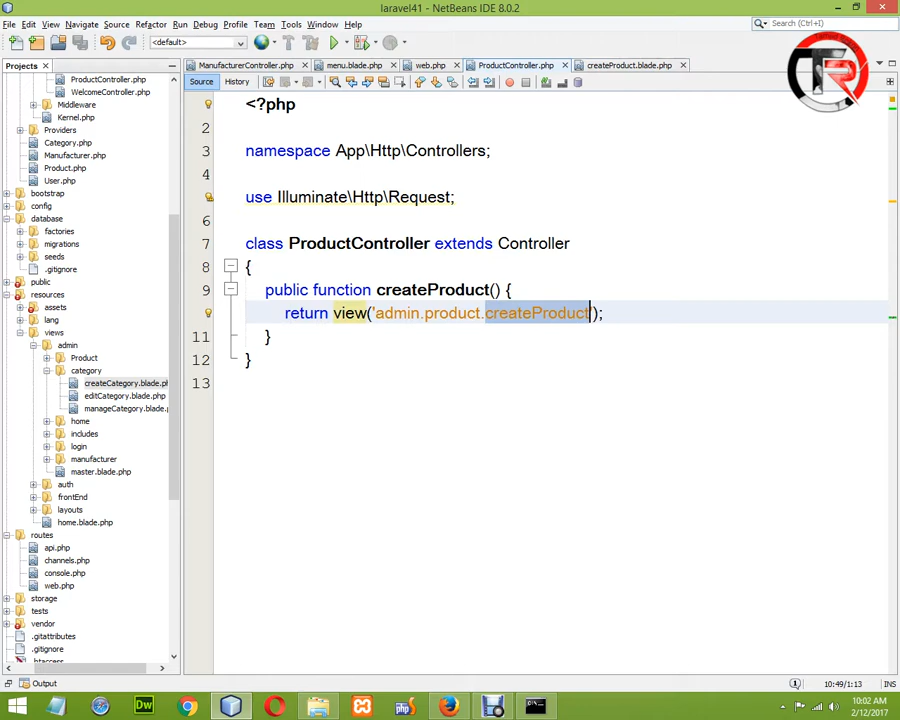 laravel41 - NetBeans IDE 8.0.2
File Edit View Navigate Source Refactor Run Debug Profile Team Tools Window Help
Search (Ctrl+I)
<default>
Projects
ManufacturerController.php menu.blade.php web.php ProductController.php createProduct.blade.php
Source History
ProductController.php
WelcomeController.php
Middleware
Kernel.php
Providers
Category.php
Manufacturer.php
Product.php
User.php
bootstrap
config
database
factories
migrations
seeds
.gitignore
public
resources
assets
lang
views
admin
Product
category
createCategory.blade.ph
editCategory.blade.php
manageCategory.blade.
home
includes
login
manufacturer
master.blade.php
auth
frontEnd
layouts
home.blade.php
routes
api.php
channels.php
console.php
web.php
storage
tests
vendor
.gitattributes
.gitignore
.htaccess
<?php
2
3 namespace App\Http\Controllers;
4
use Illuminate\Http\Request;
6
7 class ProductController extends Controller
8 {
9 public function createProduct() {
return view('admin.product.createProduct');
11 }
12 }
13
Output
10:49/1:13 INS
TR
Dw
php
10:02 AM
2/12/2017